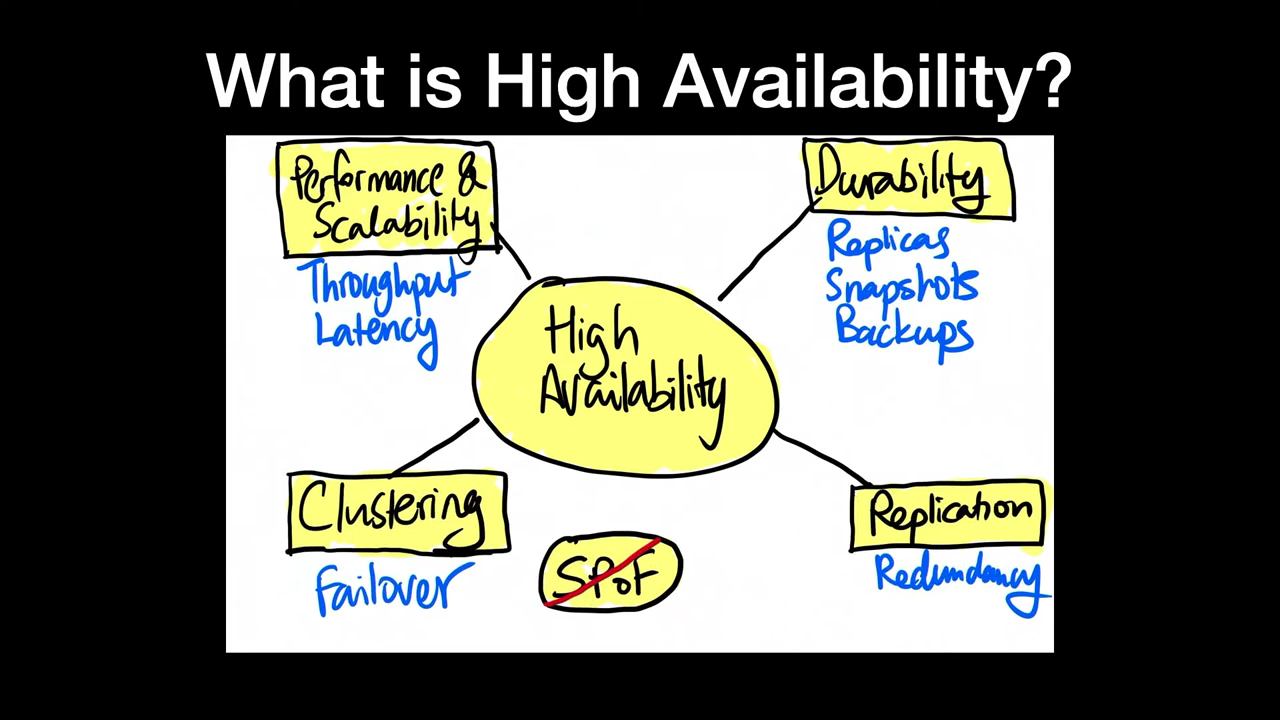 What is High Availability?
Performance &
Scalability
Throughput
Latency
Durability
Replicas
Snapshots
Backups
High
Availability
Clustering
Failover
SPoF
Replication
Redundancy